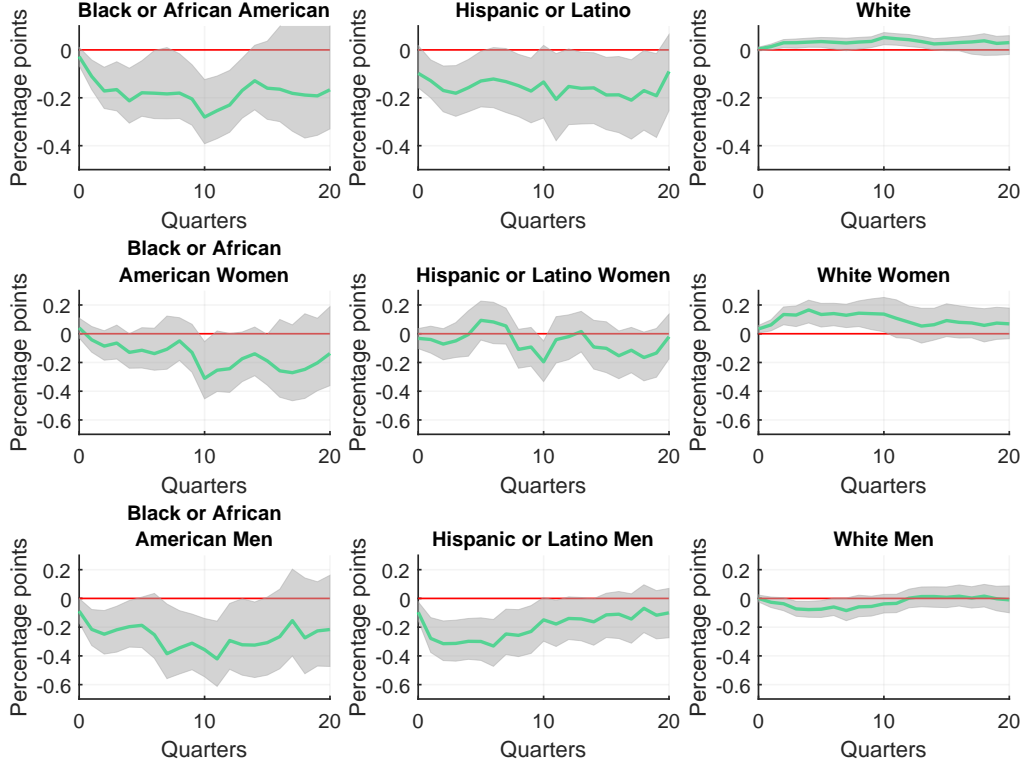 Black or African American
Percentage points
0
-0.2
-0.4
0 10 20
Quarters
Hispanic or Latino
Percentage points
0
-0.2
-0.4
0 10 20
Quarters
White
Percentage points
0
-0.2
-0.4
0 10 20
Quarters
Black or African
American Women
Percentage points
0.2
0
-0.2
-0.4
-0.6
0 10 20
Quarters
Hispanic or Latino Women
Percentage points
0.2
0
-0.2
-0.4
-0.6
0 10 20
Quarters
White Women
Percentage points
0.2
0
-0.2
-0.4
-0.6
0 10 20
Quarters
Black or African
American Men
Percentage points
0.2
0
-0.2
-0.4
-0.6
0 10 20
Quarters
Hispanic or Latino Men
Percentage points
0.2
0
-0.2
-0.4
-0.6
0 10 20
Quarters
White Men
Percentage points
0.2
0
-0.2
-0.4
-0.6
0 10 20
Quarters